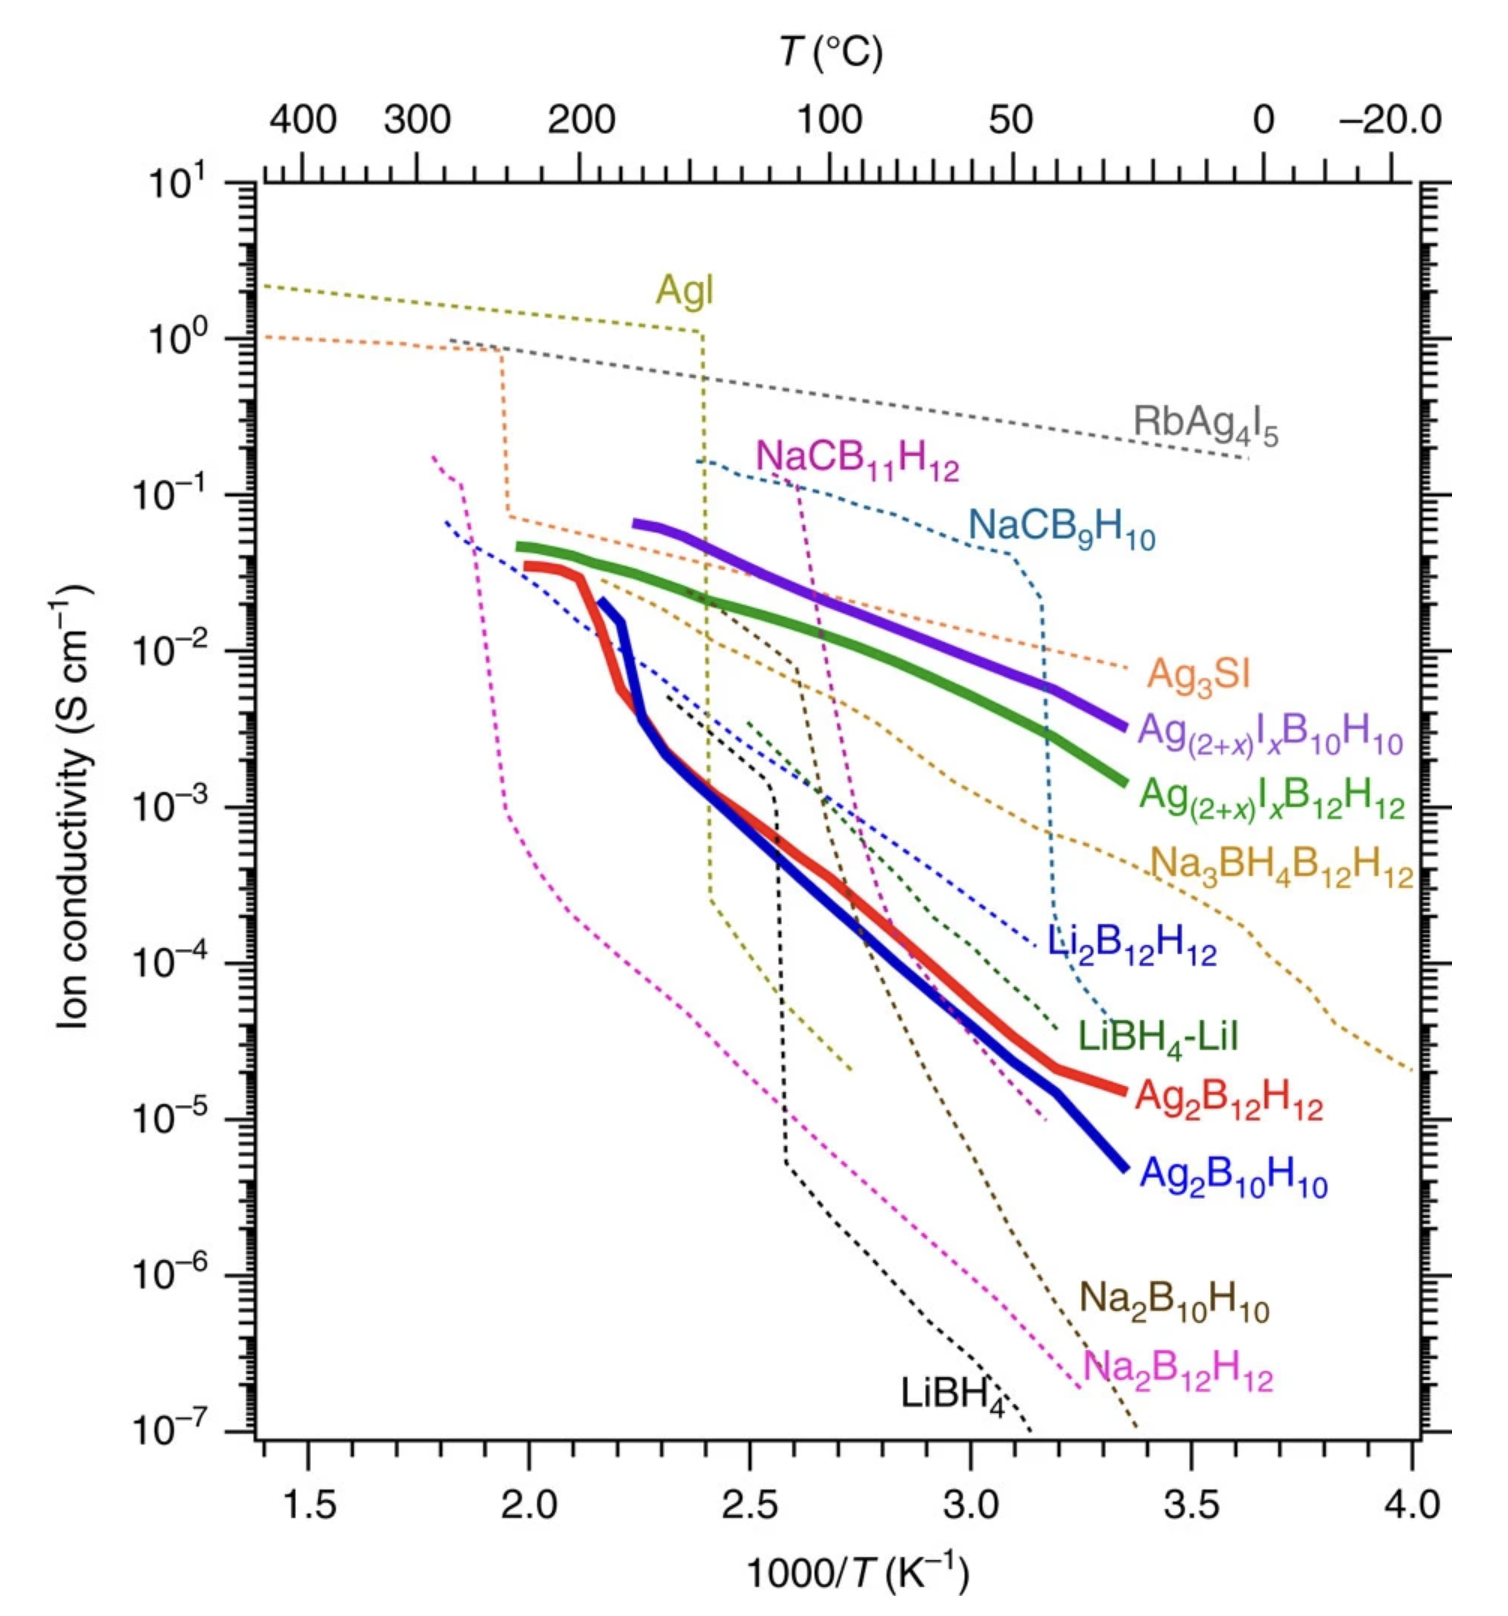 T (°C)
400 300 200 100 50 0 –20.0
10¹
10⁰
10⁻¹
10⁻²
10⁻³
10⁻⁴
10⁻⁵
10⁻⁶
10⁻⁷
Ion conductivity (S cm⁻¹)
AgI
RbAg₄I₅
NaCB₁₁H₁₂
NaCB₉H₁₀
Ag₃SI
Ag₍₂₊ₓ₎IₓB₁₀H₁₀
Ag₍₂₊ₓ₎IₓB₁₂H₁₂
Na₃BH₄B₁₂H₁₂
Li₂B₁₂H₁₂
LiBH₄-LiI
Ag₂B₁₂H₁₂
Ag₂B₁₀H₁₀
Na₂B₁₀H₁₀
Na₂B₁₂H₁₂
LiBH₄
1.5 2.0 2.5 3.0 3.5 4.0
1000/T (K⁻¹)